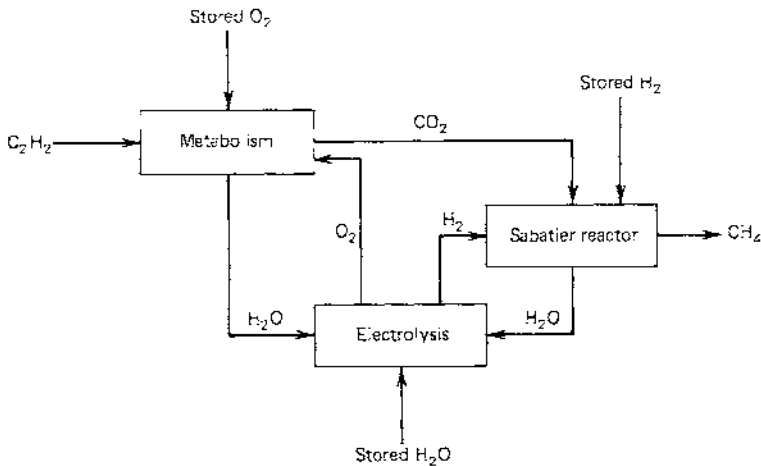 Stored O₂
Stored H₂
CO₂
C₂H₂
Metabolism
H₂
O₂
Sabatier reactor
CH₄
H₂O
Electrolysis
H₂O
Stored H₂O